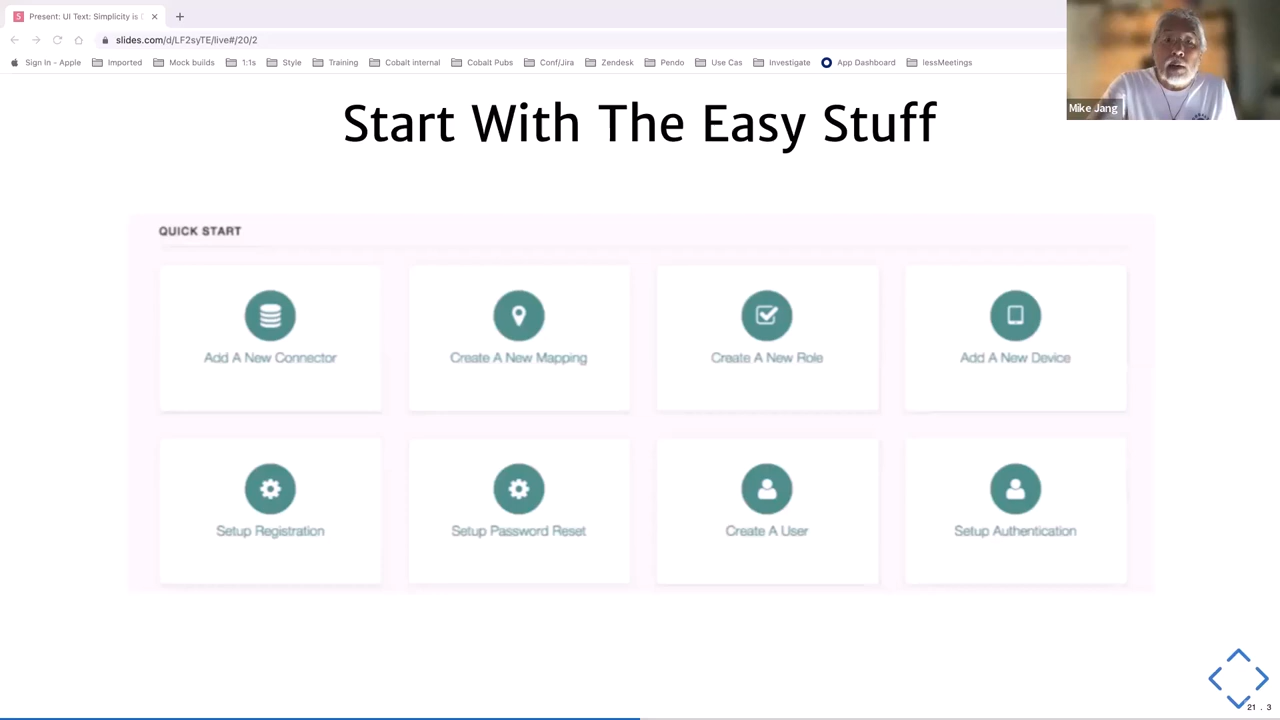 Present: UI Text: Simplicity is
slides.com/d/LF2syTE/live#/20/2
Sign In - Apple Imported Mock builds 1:1s Style Training Cobalt internal Cobalt Pubs Conf/Jira Zendesk Pendo Use Cas Investigate App Dashboard lessMeetings
Mike Jang
Start With The Easy Stuff
QUICK START
Add A New Connector Create A New Mapping Create A New Role Add A New Device
Setup Registration Setup Password Reset Create A User Setup Authentication
21 . 3